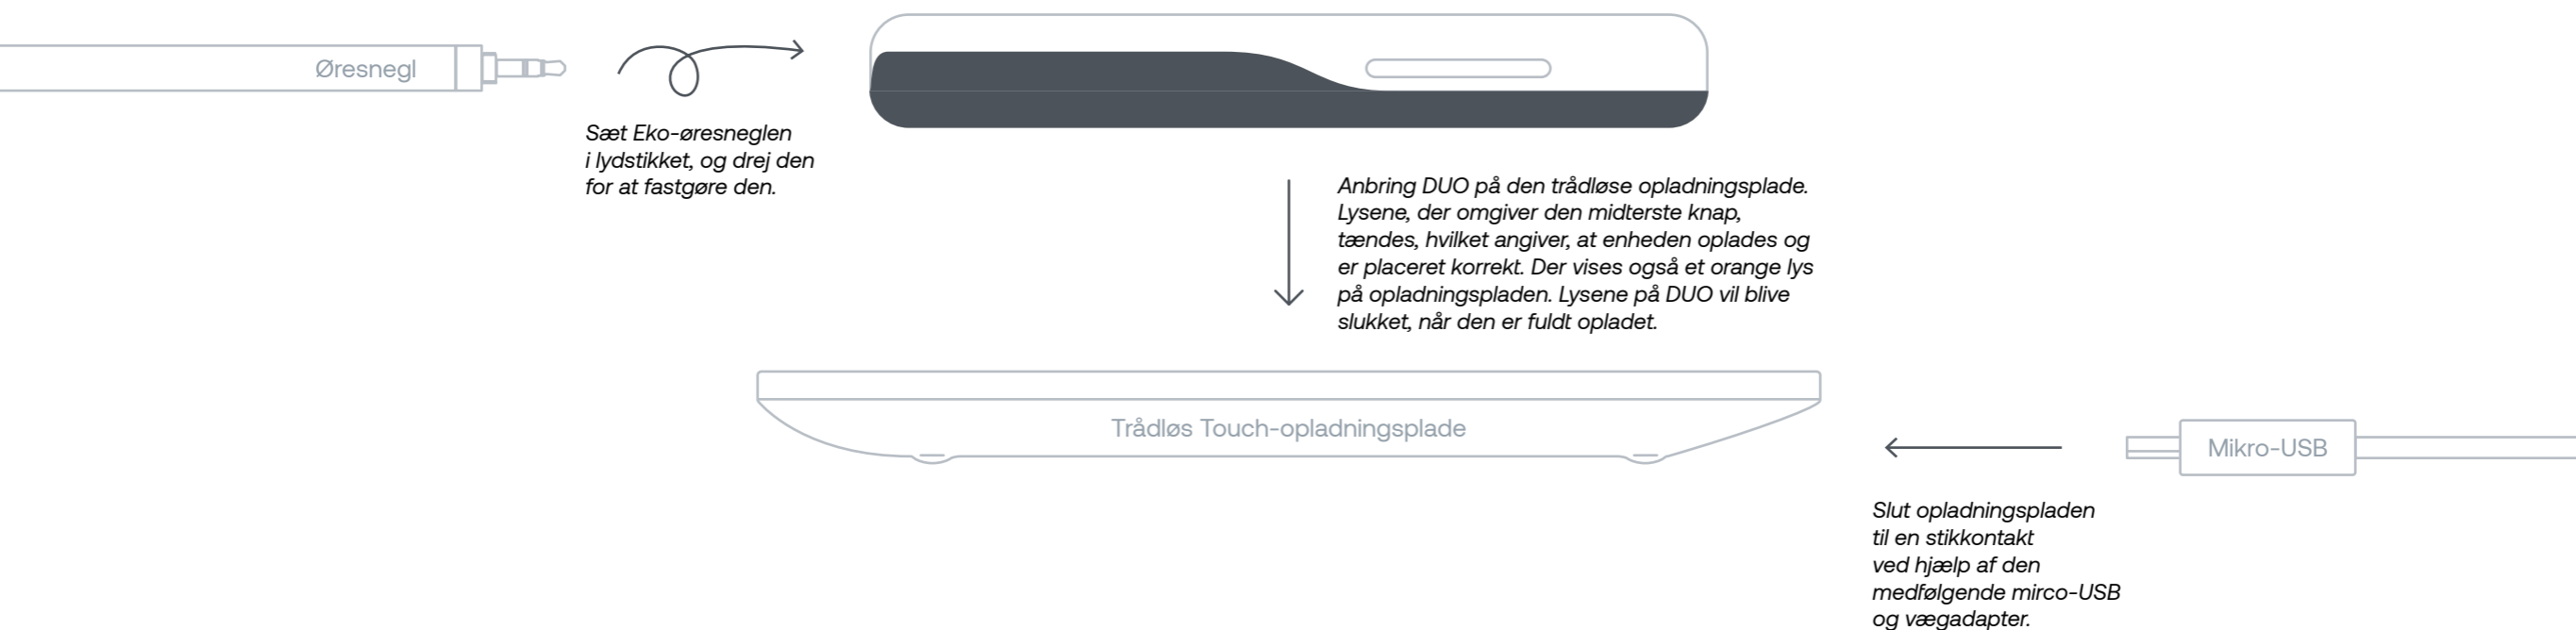 Øresnegl
Sæt Eko-øresneglen
i lydstikket, og drej den
for at fastgøre den.
Anbring DUO på den trådløse opladningsplade.
Lysene, der omgiver den midterste knap,
tændes, hvilket angiver, at enheden oplades og
er placeret korrekt. Der vises også et orange lys
på opladningspladen. Lysene på DUO vil blive
slukket, når den er fuldt opladet.
Trådløs Touch-opladningsplade
Mikro-USB
Slut opladningspladen
til en stikkontakt
ved hjælp af den
medfølgende mirco-USB
og vægadapter.